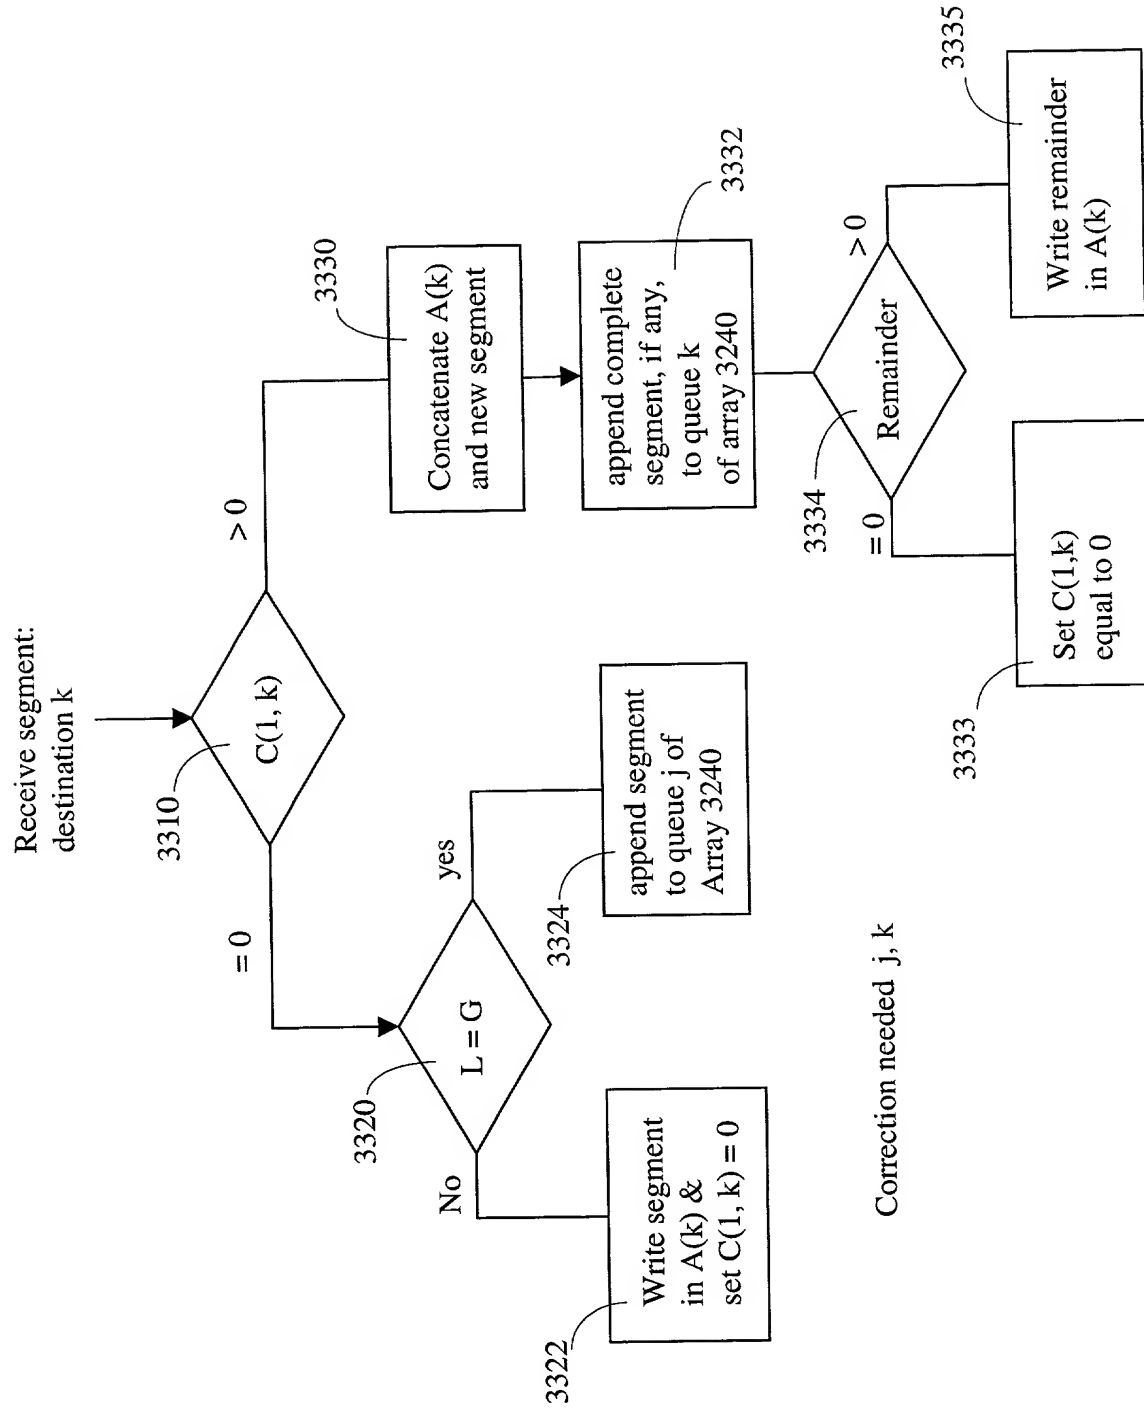 Receive segment:
destination k
3310
C(1, k)
= 0
> 0
3320
L = G
No
yes
3322
Write segment
in A(k) &
set C(1, k) = 0
3324
append segment
to queue j of
Array 3240
3330
Concatenate A(k)
and new segment
3332
append complete
segment, if any,
to queue k
of array 3240
3334
Remainder
= 0
> 0
3333
Set C(1,k)
equal to 0
3335
Write remainder
in A(k)
Correction needed j, k